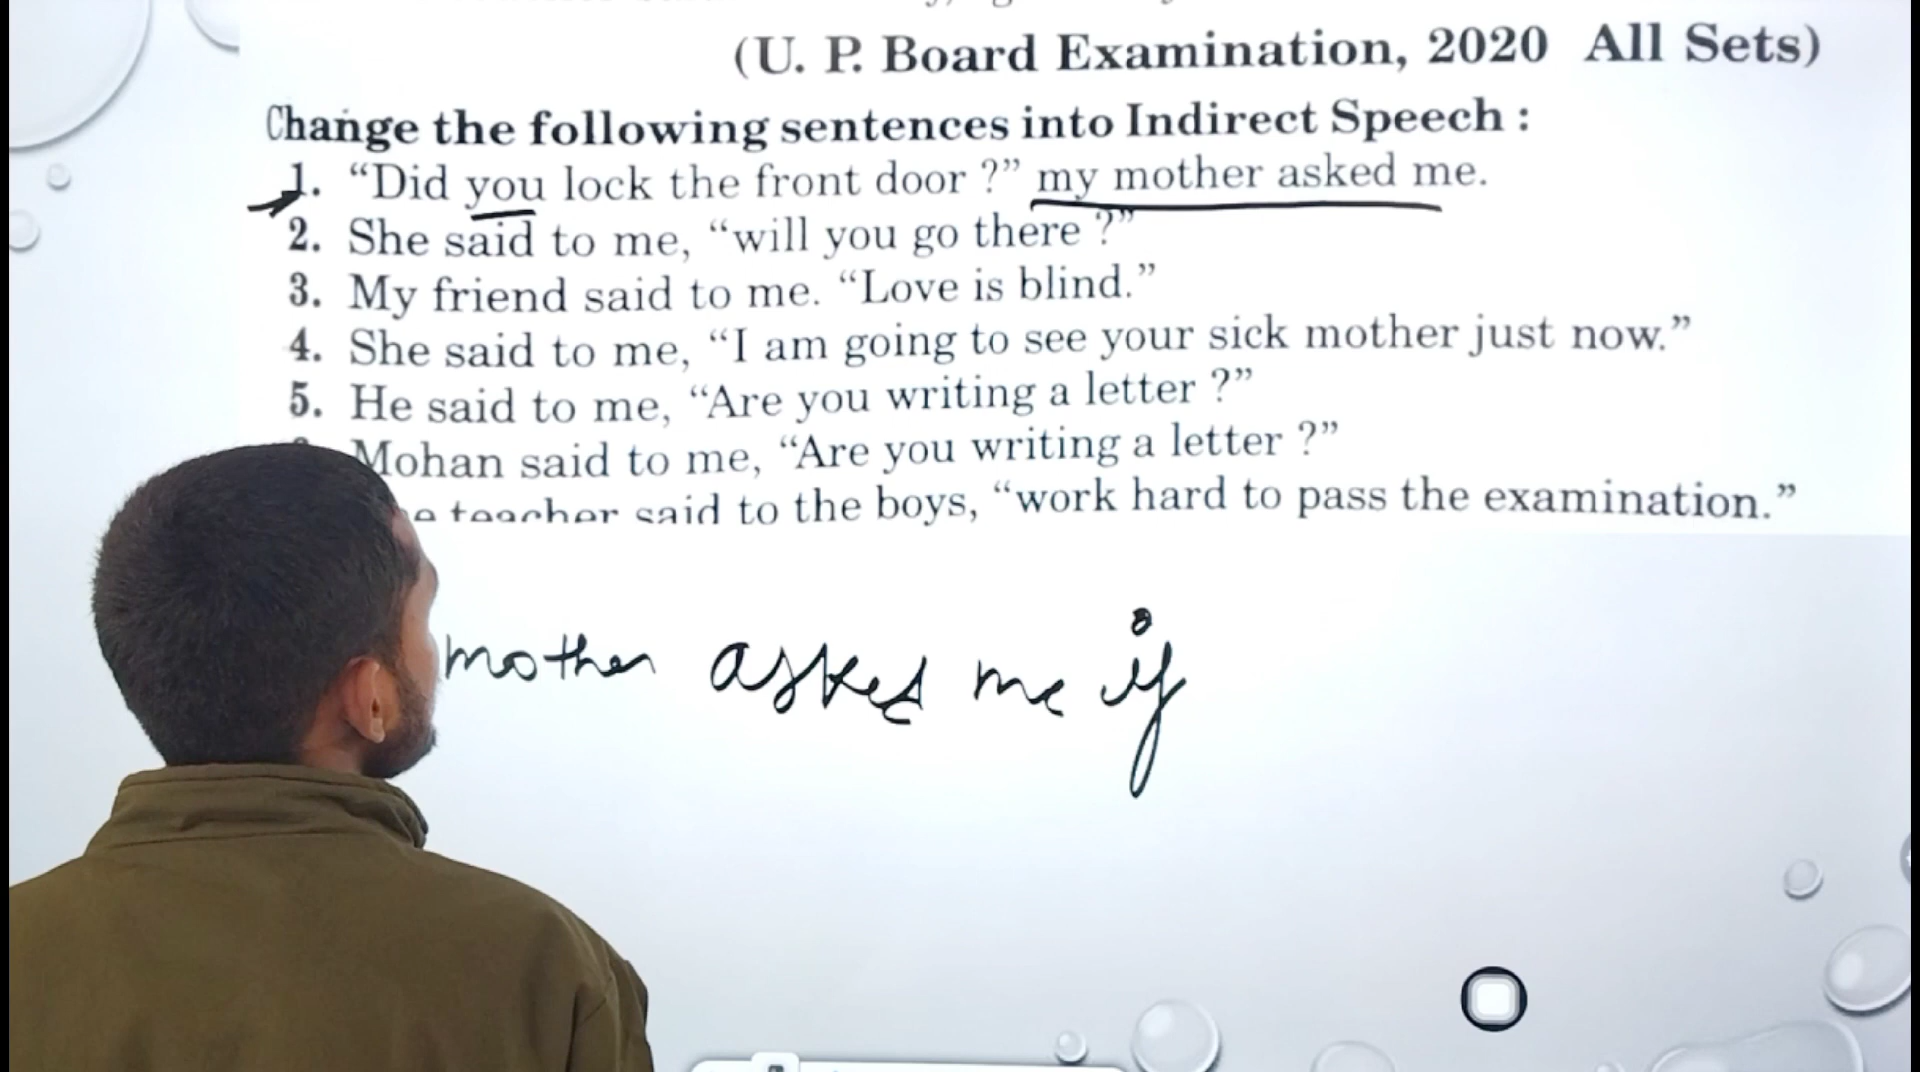 (U. P. Board Examination, 2020 All Sets)
Change the following sentences into Indirect Speech :
1. “Did you lock the front door ?” my mother asked me.
2. She said to me, “will you go there ?”
3. My friend said to me. “Love is blind.”
4. She said to me, “I am going to see your sick mother just now.”
5. He said to me, “Are you writing a letter ?”
Mohan said to me, “Are you writing a letter ?”
teacher said to the boys, “work hard to pass the examination.”
mother asked me if